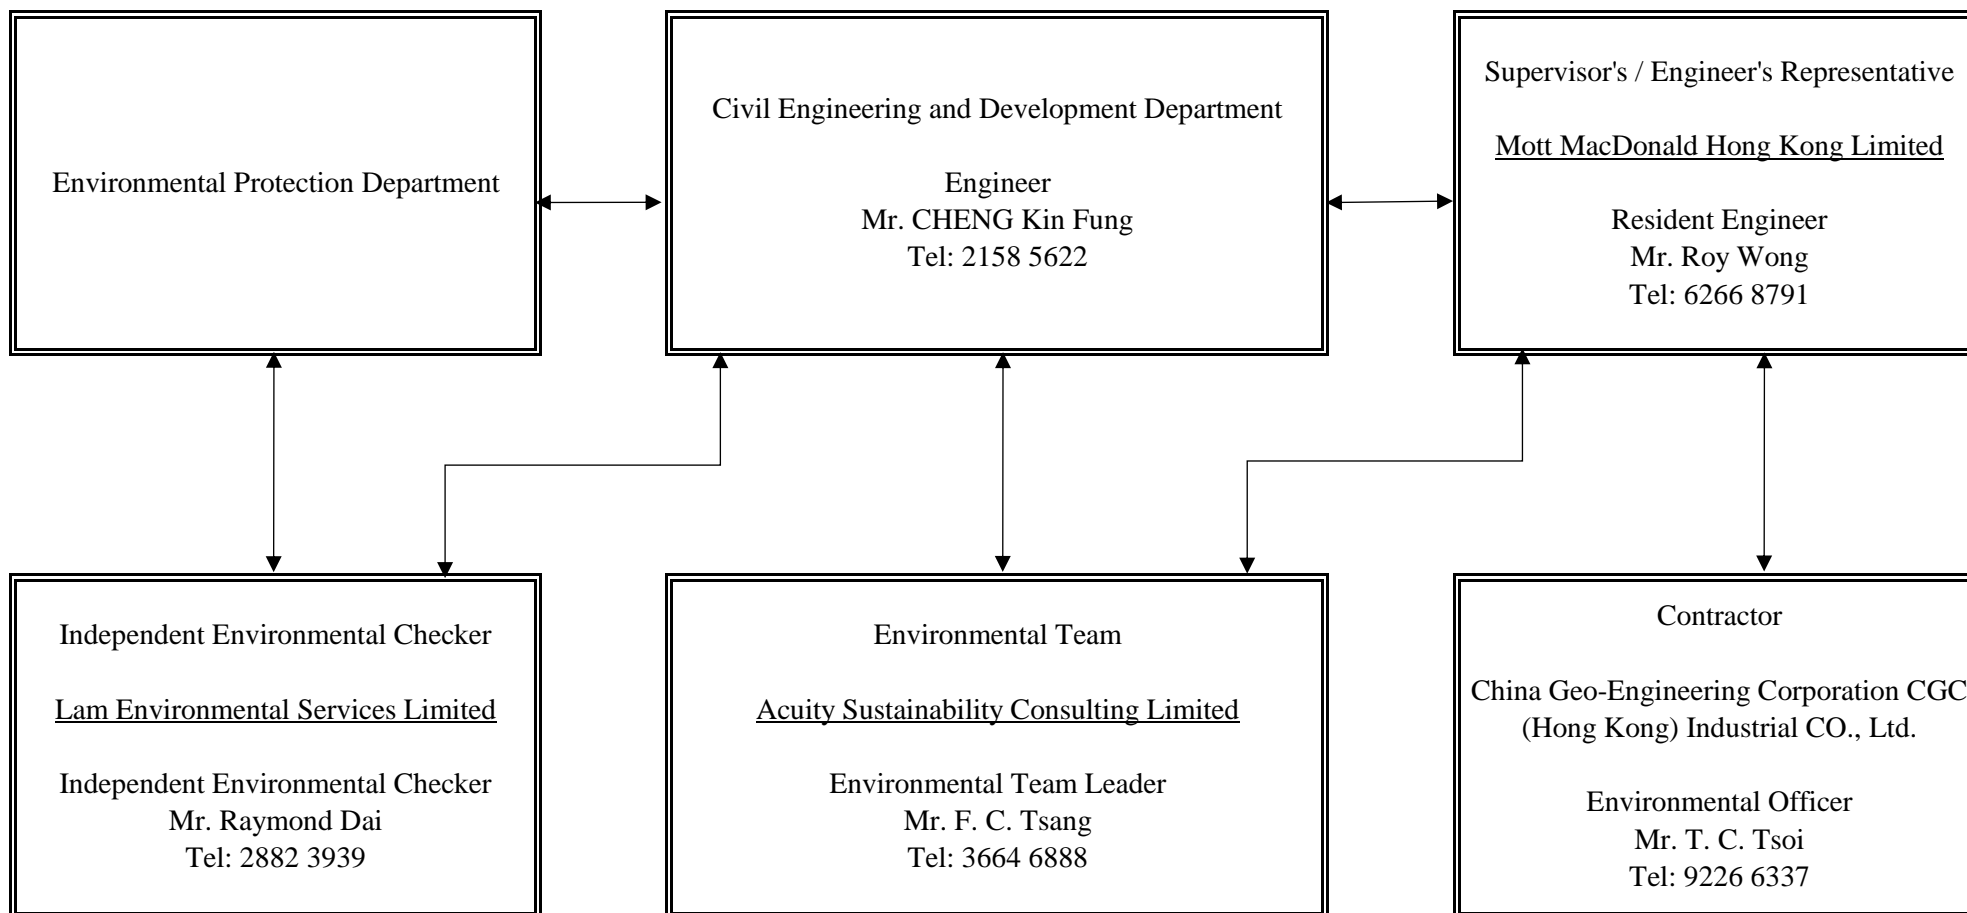 Environmental Protection Department
Civil Engineering and Development Department
Engineer
Mr. CHENG Kin Fung
Tel: 2158 5622
Supervisor's / Engineer's Representative
Mott MacDonald Hong Kong Limited
Resident Engineer
Mr. Roy Wong
Tel: 6266 8791
Independent Environmental Checker
Lam Environmental Services Limited
Independent Environmental Checker
Mr. Raymond Dai
Tel: 2882 3939
Environmental Team
Acuity Sustainability Consulting Limited
Environmental Team Leader
Mr. F. C. Tsang
Tel: 3664 6888
Contractor
China Geo-Engineering Corporation CGC
(Hong Kong) Industrial CO., Ltd.
Environmental Officer
Mr. T. C. Tsoi
Tel: 9226 6337